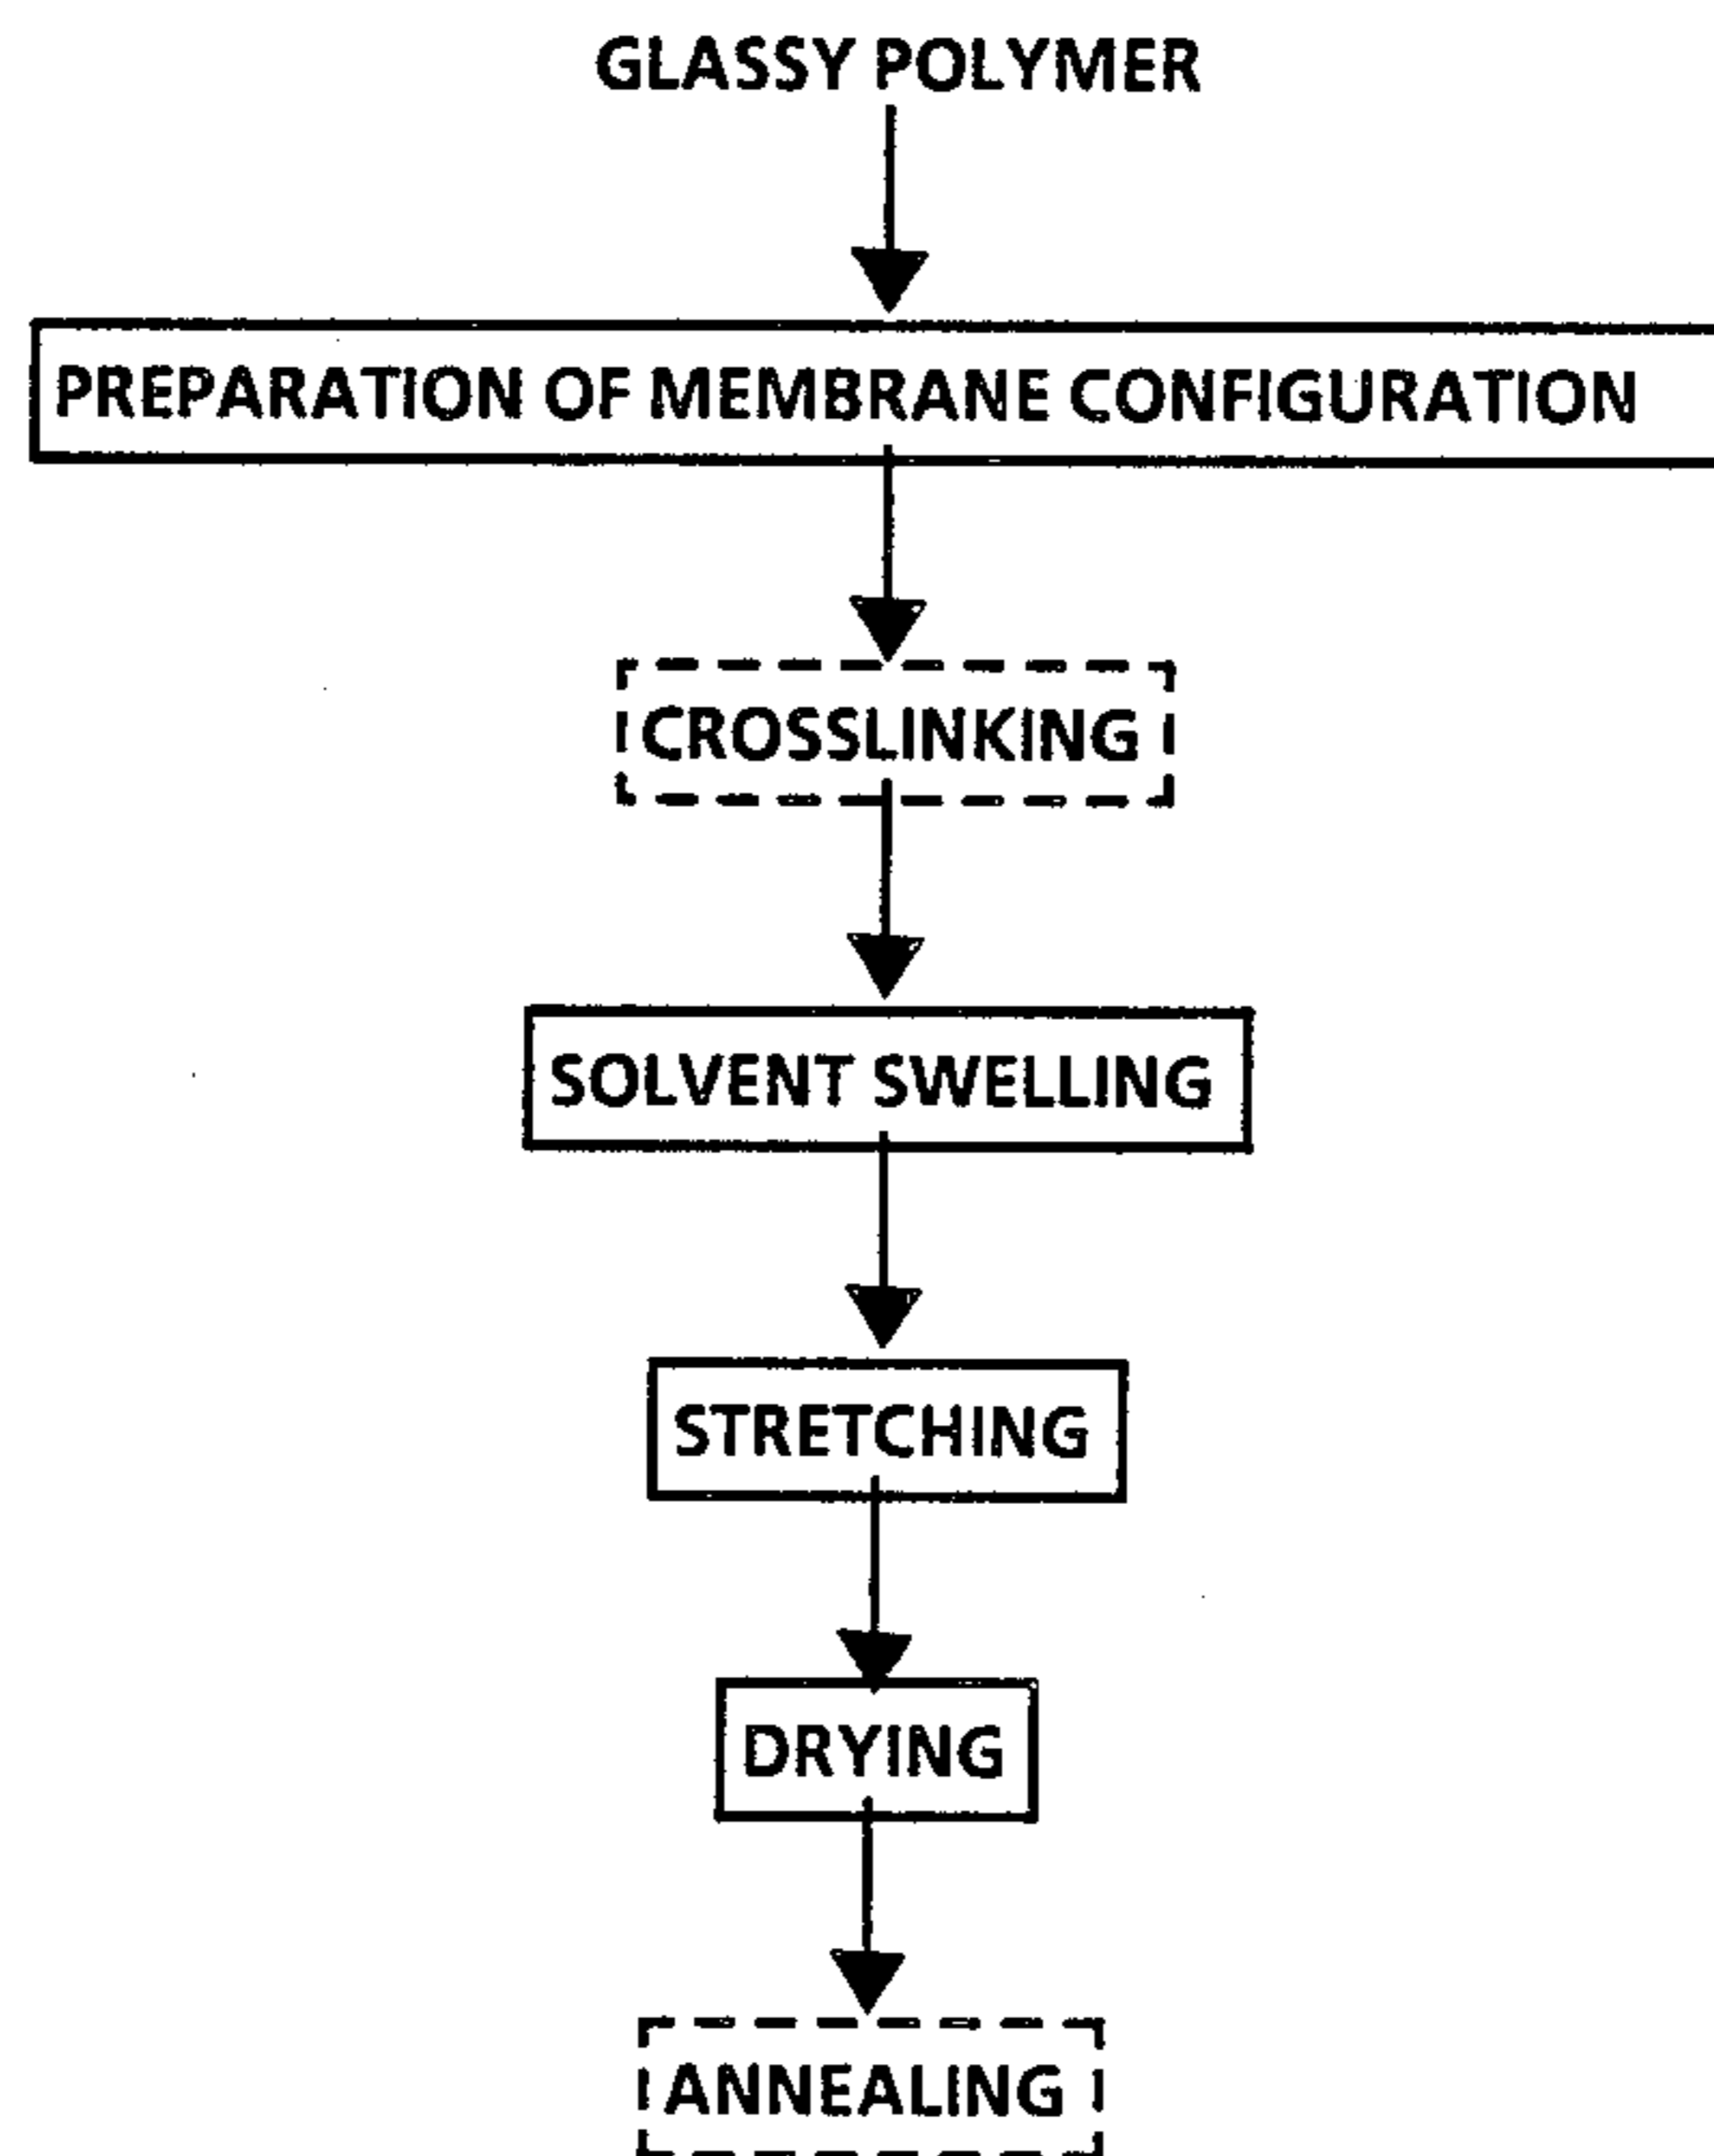 GLASSY POLYMER
PREPARATION OF MEMBRANE CONFIGURATION
CROSSLINKING
SOLVENT SWELLING
STRETCHING
DRYING
ANNEALING